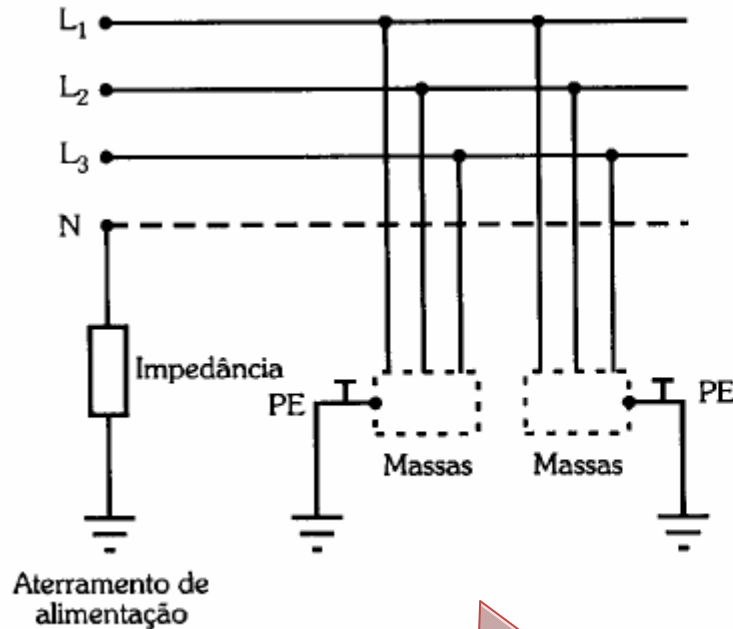 L₁
L₂
L₃
N
Impedância
PE
PE
Massas
Massas
Aterramento de
alimentação